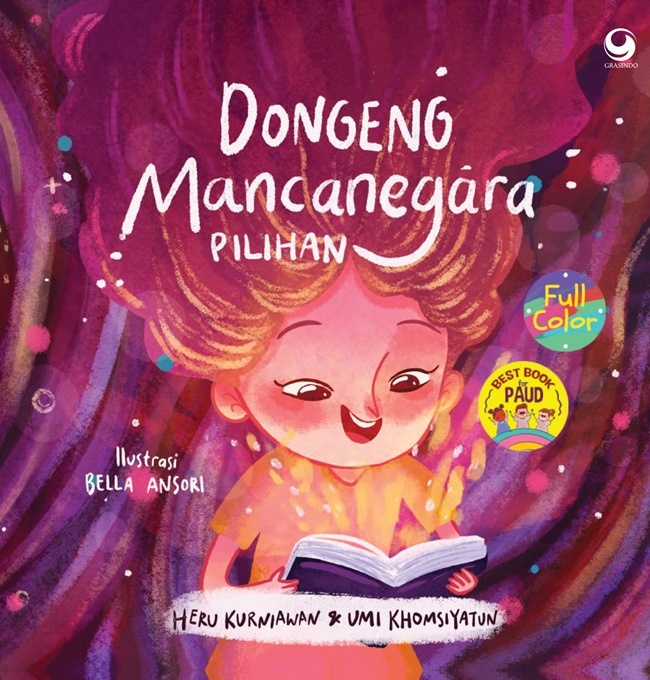 GRASINDO
DONGENG
Mancanegara
PILIHAN
Full
Color
BEST BOOK
for
PAUD
Ilustrasi
BELLA ANSORI
HERU KURNIAWAN & UMI KHOMSIYATUN